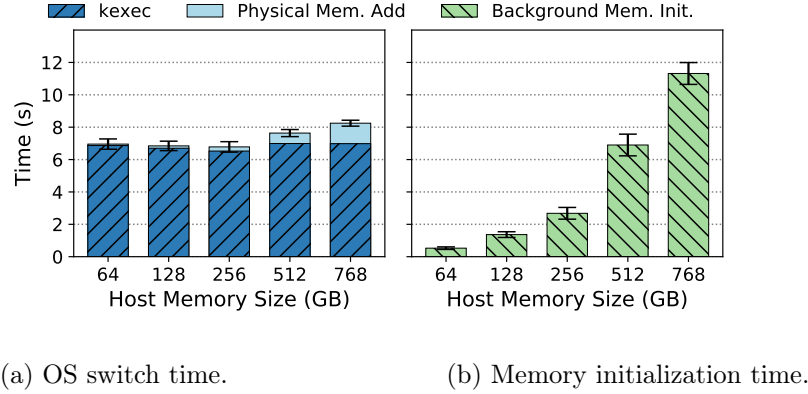 kexec Physical Mem. Add Background Mem. Init.
Time (s)
12
10
8
6
4
2
0
64 128 256 512 768
Host Memory Size (GB)
64 128 256 512 768
Host Memory Size (GB)
(a) OS switch time.
(b) Memory initialization time.